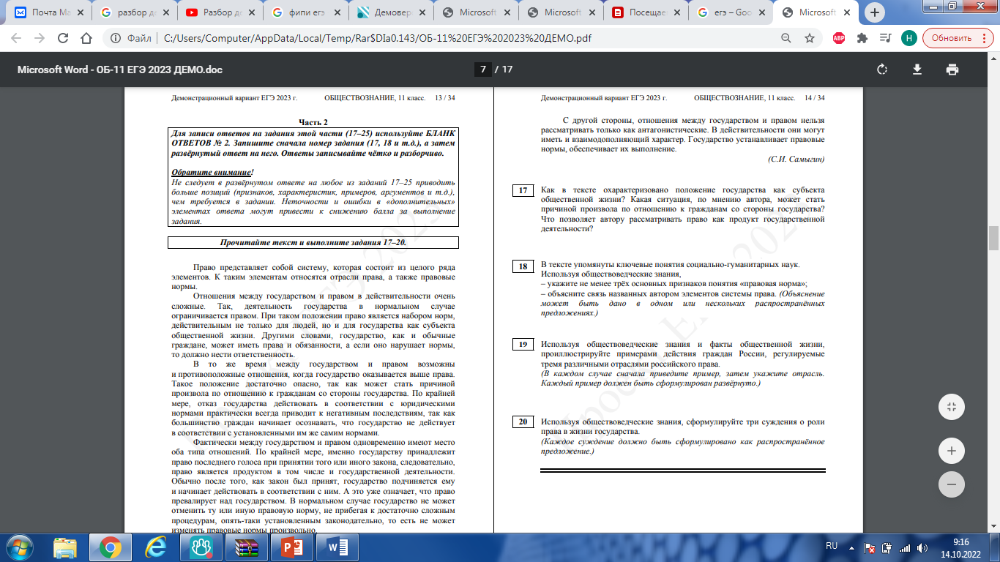 Почта Ма
разбор де
Разбор де
фипи егэ
Демовер
Microsoft
Microsoft
Посещае
егэ – Goo
Microsoft
Файл
C:/Users/Computer/AppData/Local/Temp/Rar$DIa0.143/ОБ-11%20ЕГЭ%202023%20ДЕМО.pdf
ABP
Н
Обновить
Microsoft Word - ОБ-11 ЕГЭ 2023 ДЕМО.doc
7 / 17
Демонстрационный вариант ЕГЭ 2023 г. ОБЩЕСТВОЗНАНИЕ, 11 класс. 13 / 34
Часть 2
Для записи ответов на задания этой части (17–25) используйте БЛАНК
ОТВЕТОВ № 2. Запишите сначала номер задания (17, 18 и т.д.), а затем
развёрнутый ответ на него. Ответы записывайте чётко и разборчиво.
Обратите внимание!
Не следует в развёрнутом ответе на любое из заданий 17–25 приводить
больше позиций (признаков, характеристик, примеров, аргументов и т.д.),
чем требуется в задании. Неточности и ошибки в «дополнительных»
элементах ответа могут привести к снижению балла за выполнение
задания.
Прочитайте текст и выполните задания 17–20.
Право представляет собой систему, которая состоит из целого ряда
элементов. К таким элементам относятся отрасли права, а также правовые
нормы.
Отношения между государством и правом в действительности очень
сложные. Так, деятельность государства в нормальном случае
ограничивается правом. При таком положении право является набором норм,
действительным не только для людей, но и для государства как субъекта
общественной жизни. Другими словами, государство, как и обычные
граждане, может иметь права и обязанности, а если оно нарушает нормы,
то должно нести ответственность.
В то же время между государством и правом возможны
и противоположные отношения, когда государство оказывается выше права.
Такое положение достаточно опасно, так как может стать причиной
произвола по отношению к гражданам со стороны государства. По крайней
мере, отказ государства действовать в соответствии с юридическими
нормами практически всегда приводит к негативным последствиям, так как
большинство граждан начинает осознавать, что государство не действует
в соответствии с установленными им же самим нормами.
Фактически между государством и правом одновременно имеют место
оба типа отношений. По крайней мере, именно государству принадлежит
право последнего голоса при принятии того или иного закона, следовательно,
право является продуктом в том числе и государственной деятельности.
Обычно после того, как закон был принят, государство подчиняется ему
и начинает действовать в соответствии с ним. А это уже означает, что право
превалирует над государством. В нормальном случае государство не может
отменить ту или иную правовую норму, не прибегая к достаточно сложным
процедурам, опять-таки установленным законодательно, то есть не может
изменять правовые нормы произвольно.
Демонстрационный вариант ЕГЭ 2023 г. ОБЩЕСТВОЗНАНИЕ, 11 класс. 14 / 34
С другой стороны, отношения между государством и правом нельзя
рассматривать только как антагонистические. В действительности они могут
иметь и взаимодополняющий характер. Государство устанавливает правовые
нормы, обеспечивает их выполнение.
(С.И. Самыгин)
17 Как в тексте охарактеризовано положение государства как субъекта
общественной жизни? Какая ситуация, по мнению автора, может стать
причиной произвола по отношению к гражданам со стороны государства?
Что позволяет автору рассматривать право как продукт государственной
деятельности?
18 В тексте упомянуты ключевые понятия социально-гуманитарных наук.
Используя обществоведческие знания,
– укажите не менее трёх основных признаков понятия «правовая норма»;
– объясните связь названных автором элементов системы права. (Объяснение
может быть дано в одном или нескольких распространённых
предложениях.)
19 Используя обществоведческие знания и факты общественной жизни,
проиллюстрируйте примерами действия граждан России, регулируемые
тремя различными отраслями российского права.
(В каждом случае сначала приведите пример, затем укажите отрасль.
Каждый пример должен быть сформулирован развёрнуто.)
20 Используя обществоведческие знания, сформулируйте три суждения о роли
права в жизни государства.
(Каждое суждение должно быть сформулировано как распространённое
предложение.)
RU
9:16
14.10.2022